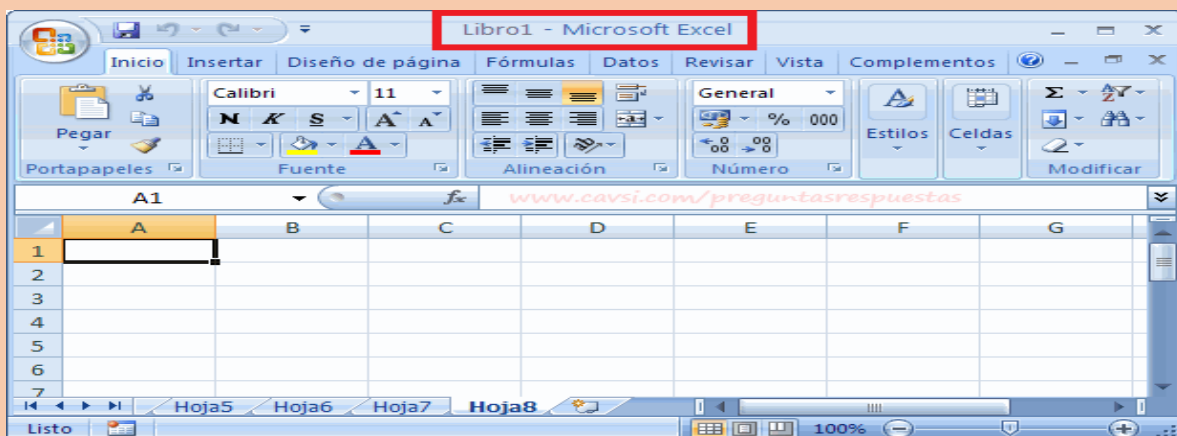 Libro1 - Microsoft Excel
Inicio Insertar Diseño de página Fórmulas Datos Revisar Vista Complementos
Calibri 11 General Σ
Pegar N K S A A % 000 Estilos Celdas
A
Portapapeles Fuente Alineación Número Modificar
A1 fx www.cavsi.com/preguntasrespuestas
A B C D E F G
1
2
3
4
5
6
7
Hoja5 Hoja6 Hoja7 Hoja8
Listo 100%